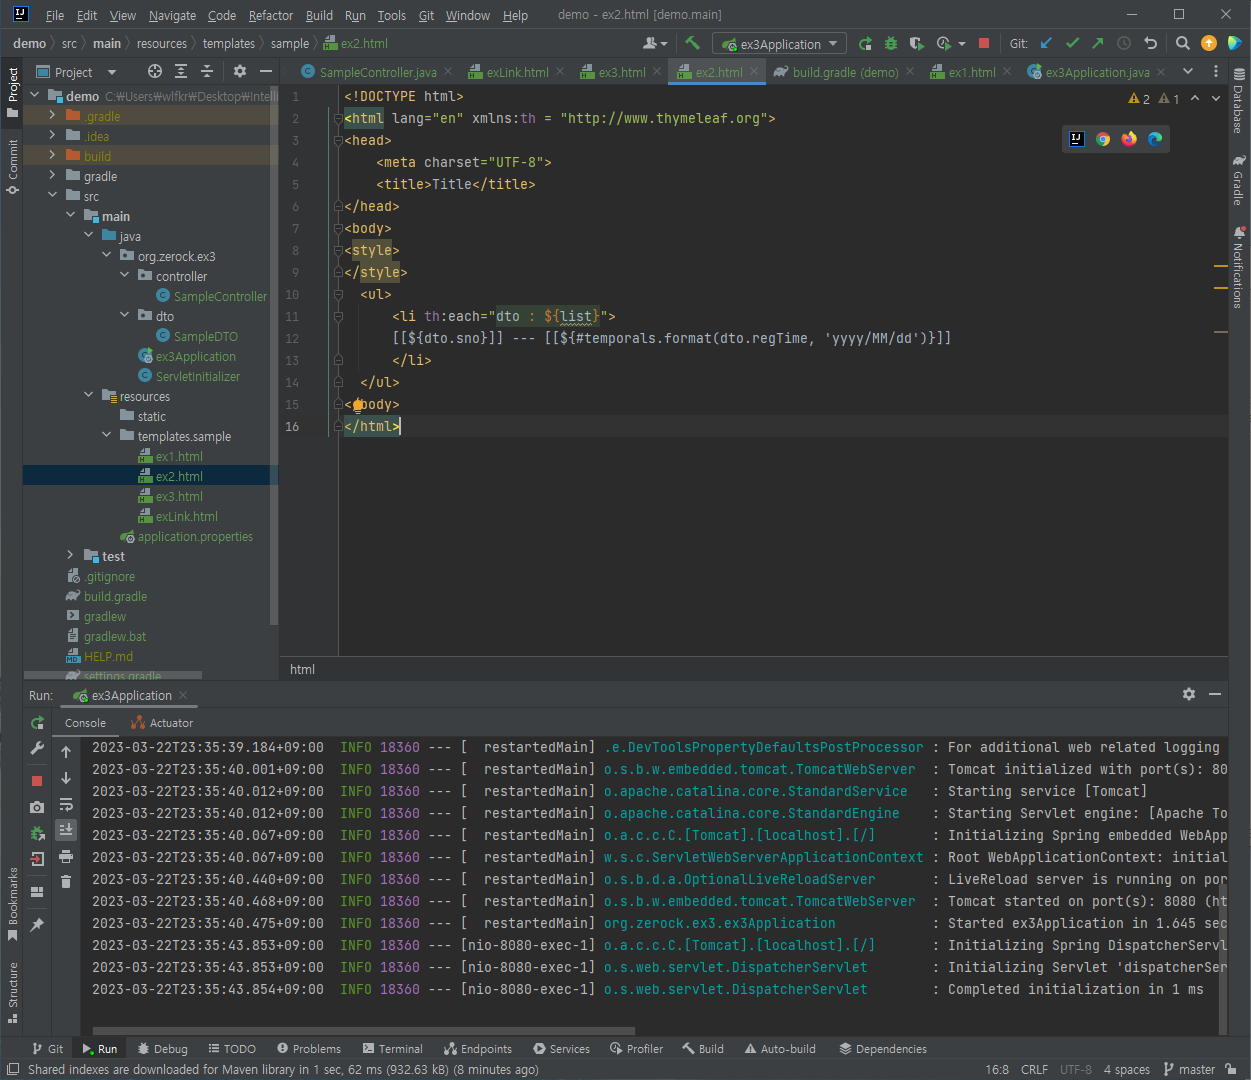 File Edit View Navigate Code Refactor Build Run Tools Git Window Help demo - ex2.html [demo.main]
demo src main resources templates sample ex2.html ex3Application Git:
Project
SampleController.java exLink.html ex3.html ex2.html build.gradle (demo) ex1.html ex3Application.java
demo C:₩Users₩wlfkr₩Desktop₩Intelli
.gradle
.idea
build
gradle
src
main
java
org.zerock.ex3
controller
SampleController
dto
SampleDTO
ex3Application
ServletInitializer
resources
static
templates.sample
ex1.html
ex2.html
ex3.html
exLink.html
application.properties
test
.gitignore
build.gradle
gradlew
gradlew.bat
HELP.md
settings.gradle
Project
Commit
Bookmarks
Structure
Database
Gradle
Notifications
2 1
1 <!DOCTYPE html>
2 <html lang="en" xmlns:th = "http://www.thymeleaf.org">
3 <head>
4 <meta charset="UTF-8">
5 <title>Title</title>
6 </head>
7 <body>
8 <style>
9 </style>
10 <ul>
11 <li th:each="dto : ${list}">
12 [[${dto.sno}]] --- [[${#temporals.format(dto.regTime, 'yyyy/MM/dd')}]]
13 </li>
14 </ul>
15 < body>
16 </html>
html
Run: ex3Application
Console Actuator
2023-03-22T23:35:39.184+09:00 INFO 18360 --- [ restartedMain] .e.DevToolsPropertyDefaultsPostProcessor : For additional web related logging
2023-03-22T23:35:40.001+09:00 INFO 18360 --- [ restartedMain] o.s.b.w.embedded.tomcat.TomcatWebServer : Tomcat initialized with port(s): 80
2023-03-22T23:35:40.012+09:00 INFO 18360 --- [ restartedMain] o.apache.catalina.core.StandardService : Starting service [Tomcat]
2023-03-22T23:35:40.012+09:00 INFO 18360 --- [ restartedMain] o.apache.catalina.core.StandardEngine : Starting Servlet engine: [Apache To
2023-03-22T23:35:40.067+09:00 INFO 18360 --- [ restartedMain] o.a.c.c.C.[Tomcat].[localhost].[/] : Initializing Spring embedded WebApp
2023-03-22T23:35:40.067+09:00 INFO 18360 --- [ restartedMain] w.s.c.ServletWebServerApplicationContext : Root WebApplicationContext: initial
2023-03-22T23:35:40.440+09:00 INFO 18360 --- [ restartedMain] o.s.b.d.a.OptionalLiveReloadServer : LiveReload server is running on por
2023-03-22T23:35:40.468+09:00 INFO 18360 --- [ restartedMain] o.s.b.w.embedded.tomcat.TomcatWebServer : Tomcat started on port(s): 8080 (ht
2023-03-22T23:35:40.475+09:00 INFO 18360 --- [ restartedMain] org.zerock.ex3.ex3Application : Started ex3Application in 1.645 sec
2023-03-22T23:35:43.853+09:00 INFO 18360 --- [nio-8080-exec-1] o.a.c.c.C.[Tomcat].[localhost].[/] : Initializing Spring DispatcherServl
2023-03-22T23:35:43.853+09:00 INFO 18360 --- [nio-8080-exec-1] o.s.web.servlet.DispatcherServlet : Initializing Servlet 'dispatcherSer
2023-03-22T23:35:43.854+09:00 INFO 18360 --- [nio-8080-exec-1] o.s.web.servlet.DispatcherServlet : Completed initialization in 1 ms
Git Run Debug TODO Problems Terminal Endpoints Services Profiler Build Auto-build Dependencies
Shared indexes are downloaded for Maven library in 1 sec, 62 ms (932.63 kB) (8 minutes ago) 16:8 CRLF UTF-8 4 spaces master